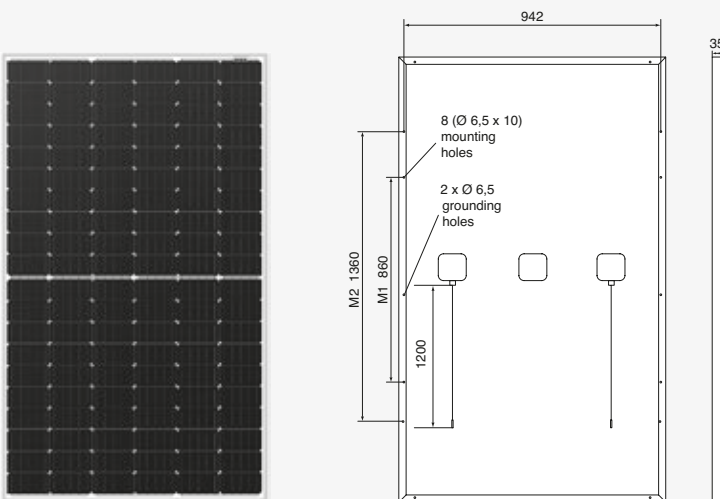 942
35
8 (Ø 6,5 x 10)
mounting
holes
2 x Ø 6,5
grounding
holes
M2 1360
M1 860
1200